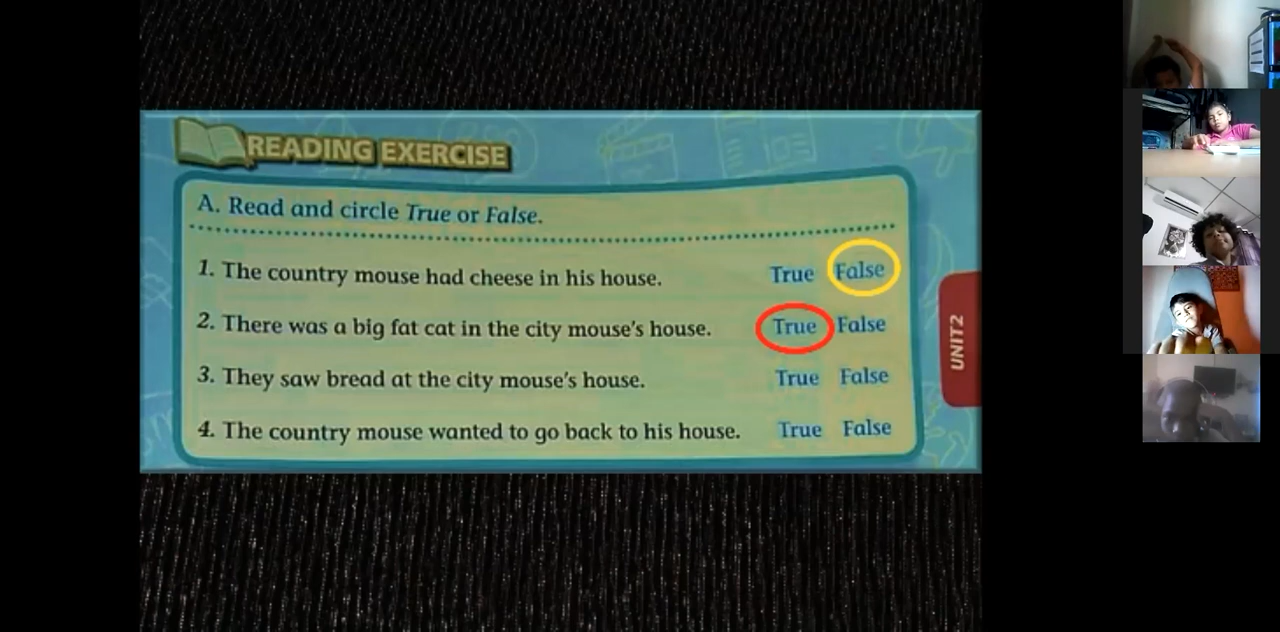 READING EXERCISE
A. Read and circle True or False.
1. The country mouse had cheese in his house. True False
2. There was a big fat cat in the city mouse's house. True False
3. They saw bread at the city mouse's house. True False
4. The country mouse wanted to go back to his house. True False
UNIT 2